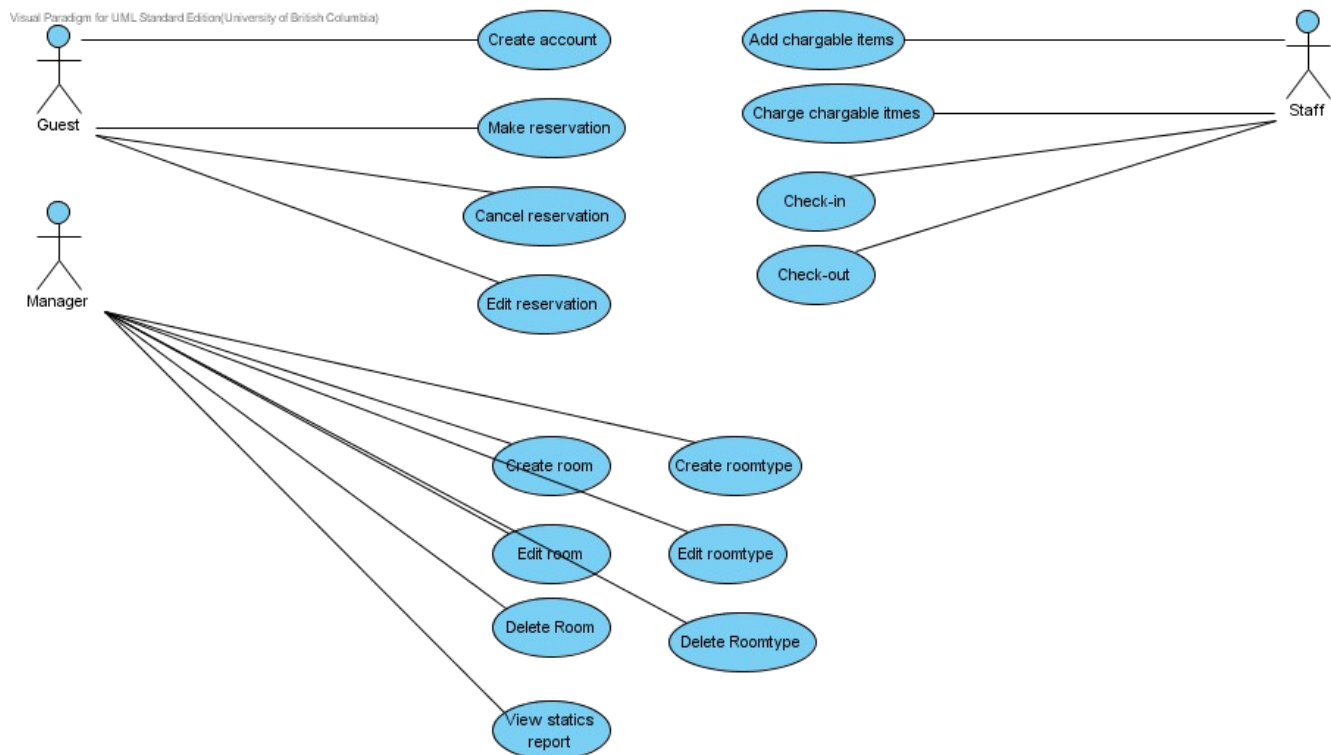 Visual Paradigm for UML Standard Edition(University of British Columbia)
Create account
Add chargable items
Guest
Make reservation
Charge chargable itmes
Staff
Cancel reservation
Check-in
Manager
Edit reservation
Check-out
Create room
Create roomtype
Edit room
Edit roomtype
Delete Room
Delete Roomtype
View statics
report